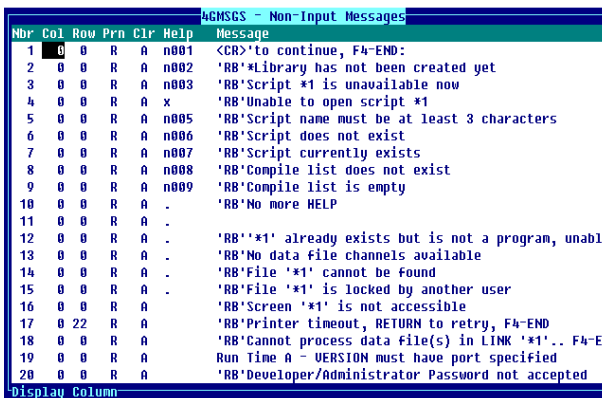 4GMSGS - Non-Input Messages
Nbr Col Row Prn Clr Help Message
1 0 0 R A n001 <CR>'to continue, F4-END:
2 0 0 R A n002 'RB'*Library has not been created yet
3 0 0 R A n003 'RB'Script *1 is unavailable now
4 0 0 R A x 'RB'Unable to open script *1
5 0 0 R A n005 'RB'Script name must be at least 3 characters
6 0 0 R A n006 'RB'Script does not exist
7 0 0 R A n007 'RB'Script currently exists
8 0 0 R A n008 'RB'Compile list does not exist
9 0 0 R A n009 'RB'Compile list is empty
10 0 0 R A . 'RB'No more HELP
11 0 0 R A .
12 0 0 R A . 'RB''*1' already exists but is not a program, unabl
13 0 0 R A . 'RB'No data file channels available
14 0 0 R A . 'RB'File '*1' cannot be found
15 0 0 R A . 'RB'File '*1' is locked by another user
16 0 0 R A 'RB'Screen '*1' is not accessible
17 0 22 R A 'RB'Printer timeout, RETURN to retry, F4-END
18 0 0 R A 'RB'Cannot process data file(s) in LINK '*1'.. F4-E
19 0 0 R A Run Time A - VERSION must have port specified
20 0 0 R A 'RB'Developer/Administrator Password not accepted
Display Column